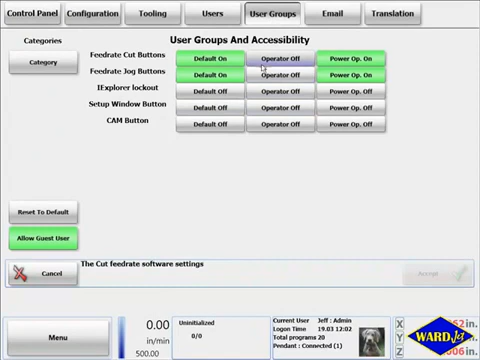 Control Panel Configuration Tooling Users User Groups Email Translation
Categories
User Groups And Accessibility
Category
Feedrate Cut Buttons Default On Operator Off Power Op. On
Feedrate Jog Buttons Default On Operator Off Power Op. On
IExplorer lockout Default Off Operator Off Power Op. Off
Setup Window Button Default Off Operator Off Power Op. Off
CAM Button Default Off Operator Off Power Op. Off
Reset To Default
Allow Guest User
The Cut feedrate software settings
Cancel
Accept
Menu
0.00
in/min
500.00
Uninitialized
0/0
Current User Jeff : Admin
Logon Time 19.03 12:02
Total programs 20
Pendant : Connected (1)
X
Y
Z
in.
in.
WARDJet